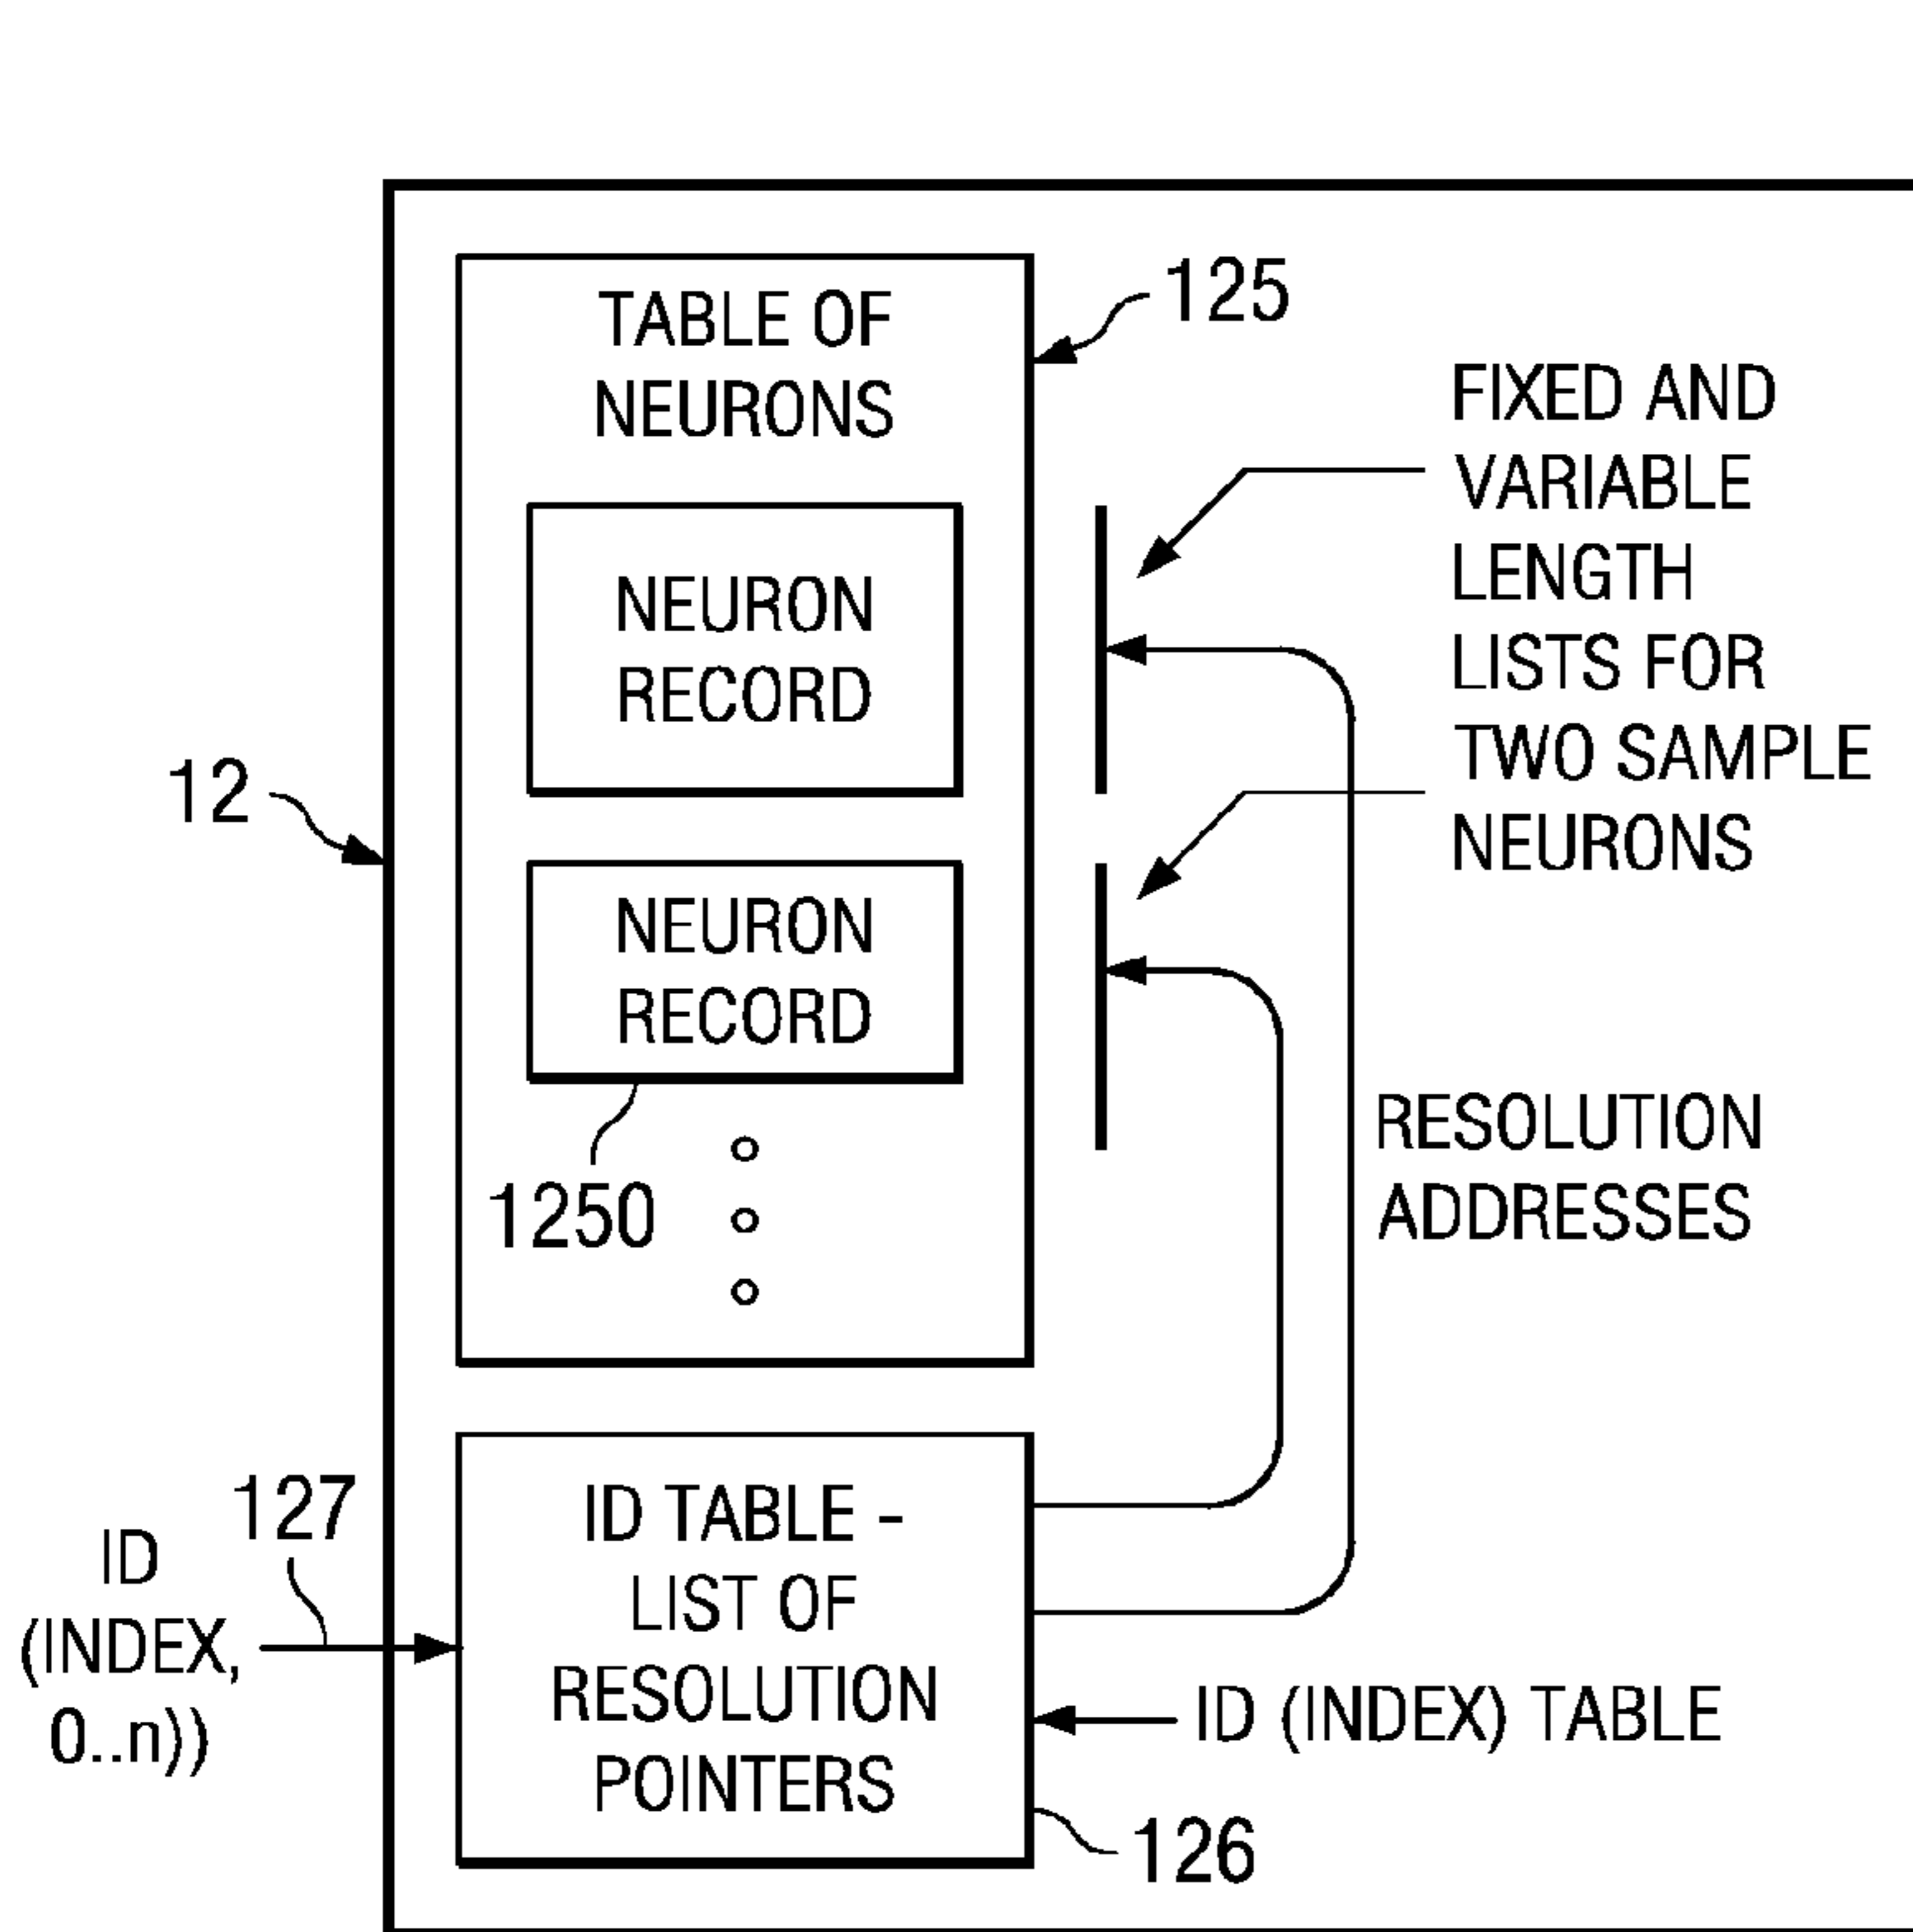 TABLE OF
NEURONS
125
FIXED AND
VARIABLE
LENGTH
LISTS FOR
TWO SAMPLE
NEURONS
NEURON
RECORD
12
NEURON
RECORD
1250
RESOLUTION
ADDRESSES
127
ID
(INDEX,
0..n))
ID TABLE -
LIST OF
RESOLUTION
POINTERS
ID (INDEX) TABLE
126